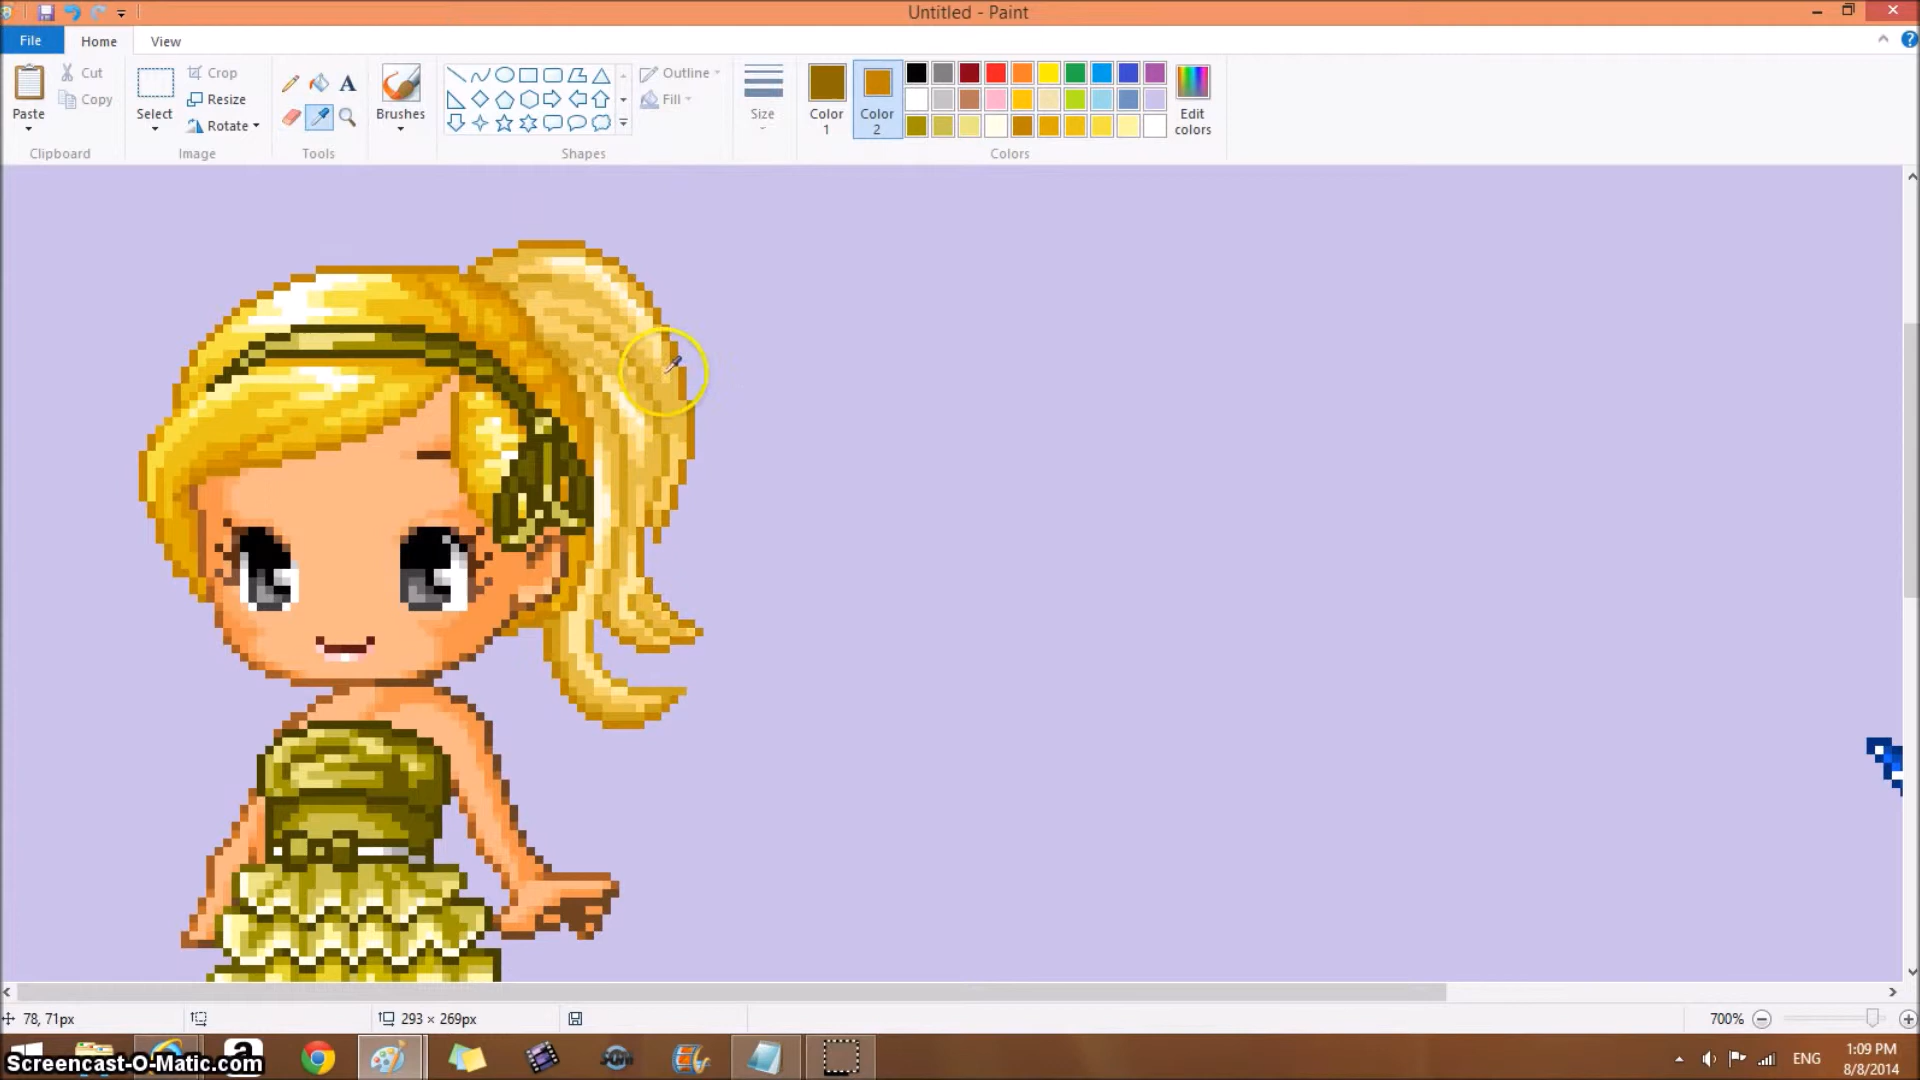 Untitled - Paint
File Home View
Paste
Cut
Copy
Clipboard
Select
Crop
Resize
Rotate
Image
A
Tools
Brushes
Outline
Fill
Shapes
Size
Color 1
Color 2
Edit colors
Colors
78, 71px
293 × 269px
700%
Screencast-O-Matic.com
a
ENG
1:09 PM
8/8/2014